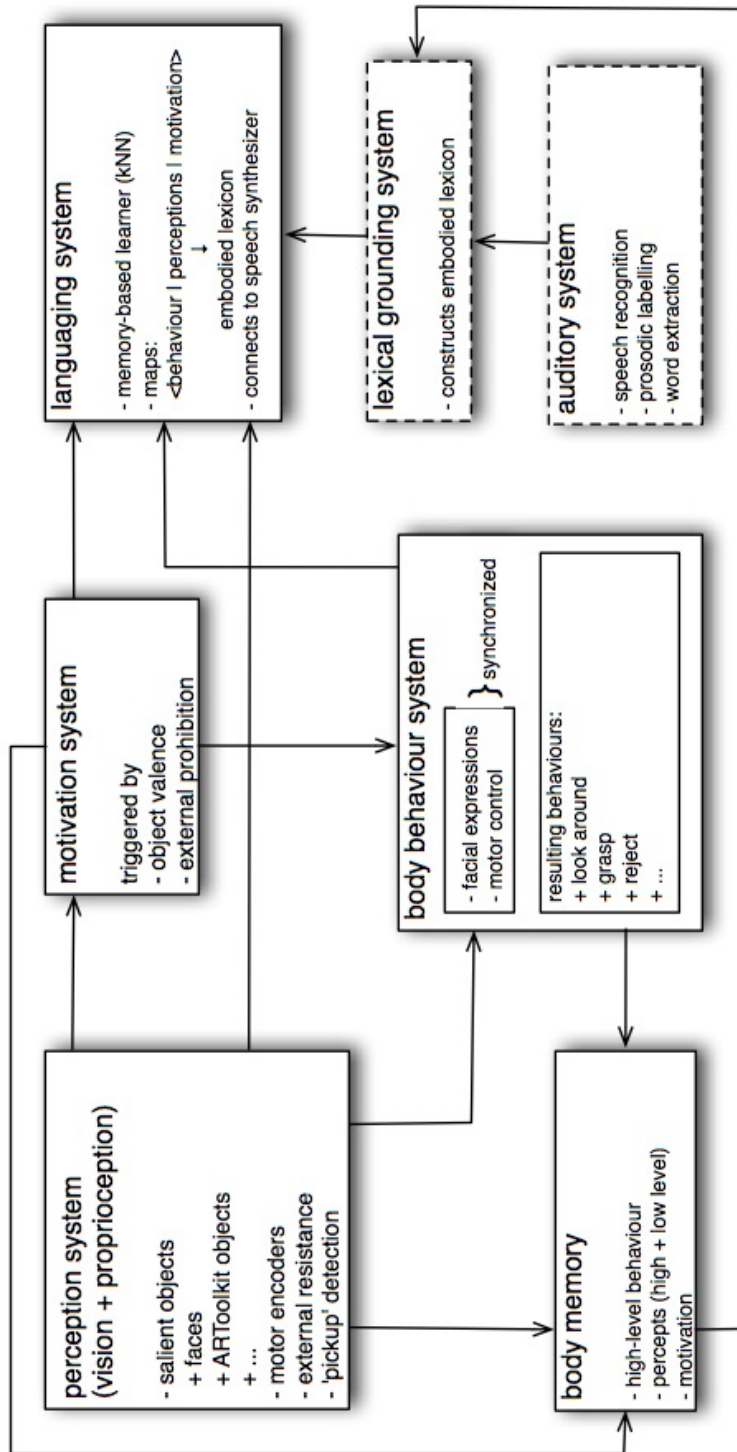 perception system
(vision + proprioception)
- salient objects
+ faces
+ ARToolkit objects
+ ...
- motor encoders
- external resistance
- 'pickup' detection
motivation system
triggered by
- object valence
- external prohibition
languaging system
- memory-based learner (kNN)
- maps:
<behaviour | perceptions | motivation>
↓
embodied lexicon
- connects to speech synthesizer
body behaviour system
- facial expressions
- motor control
} synchronized
resulting behaviours:
+ look around
+ grasp
+ reject
+ ...
lexical grounding system
- constructs embodied lexicon
body memory
- high-level behaviour
- percepts (high + low level)
- motivation
auditory system
- speech recognition
- prosodic labelling
- word extraction